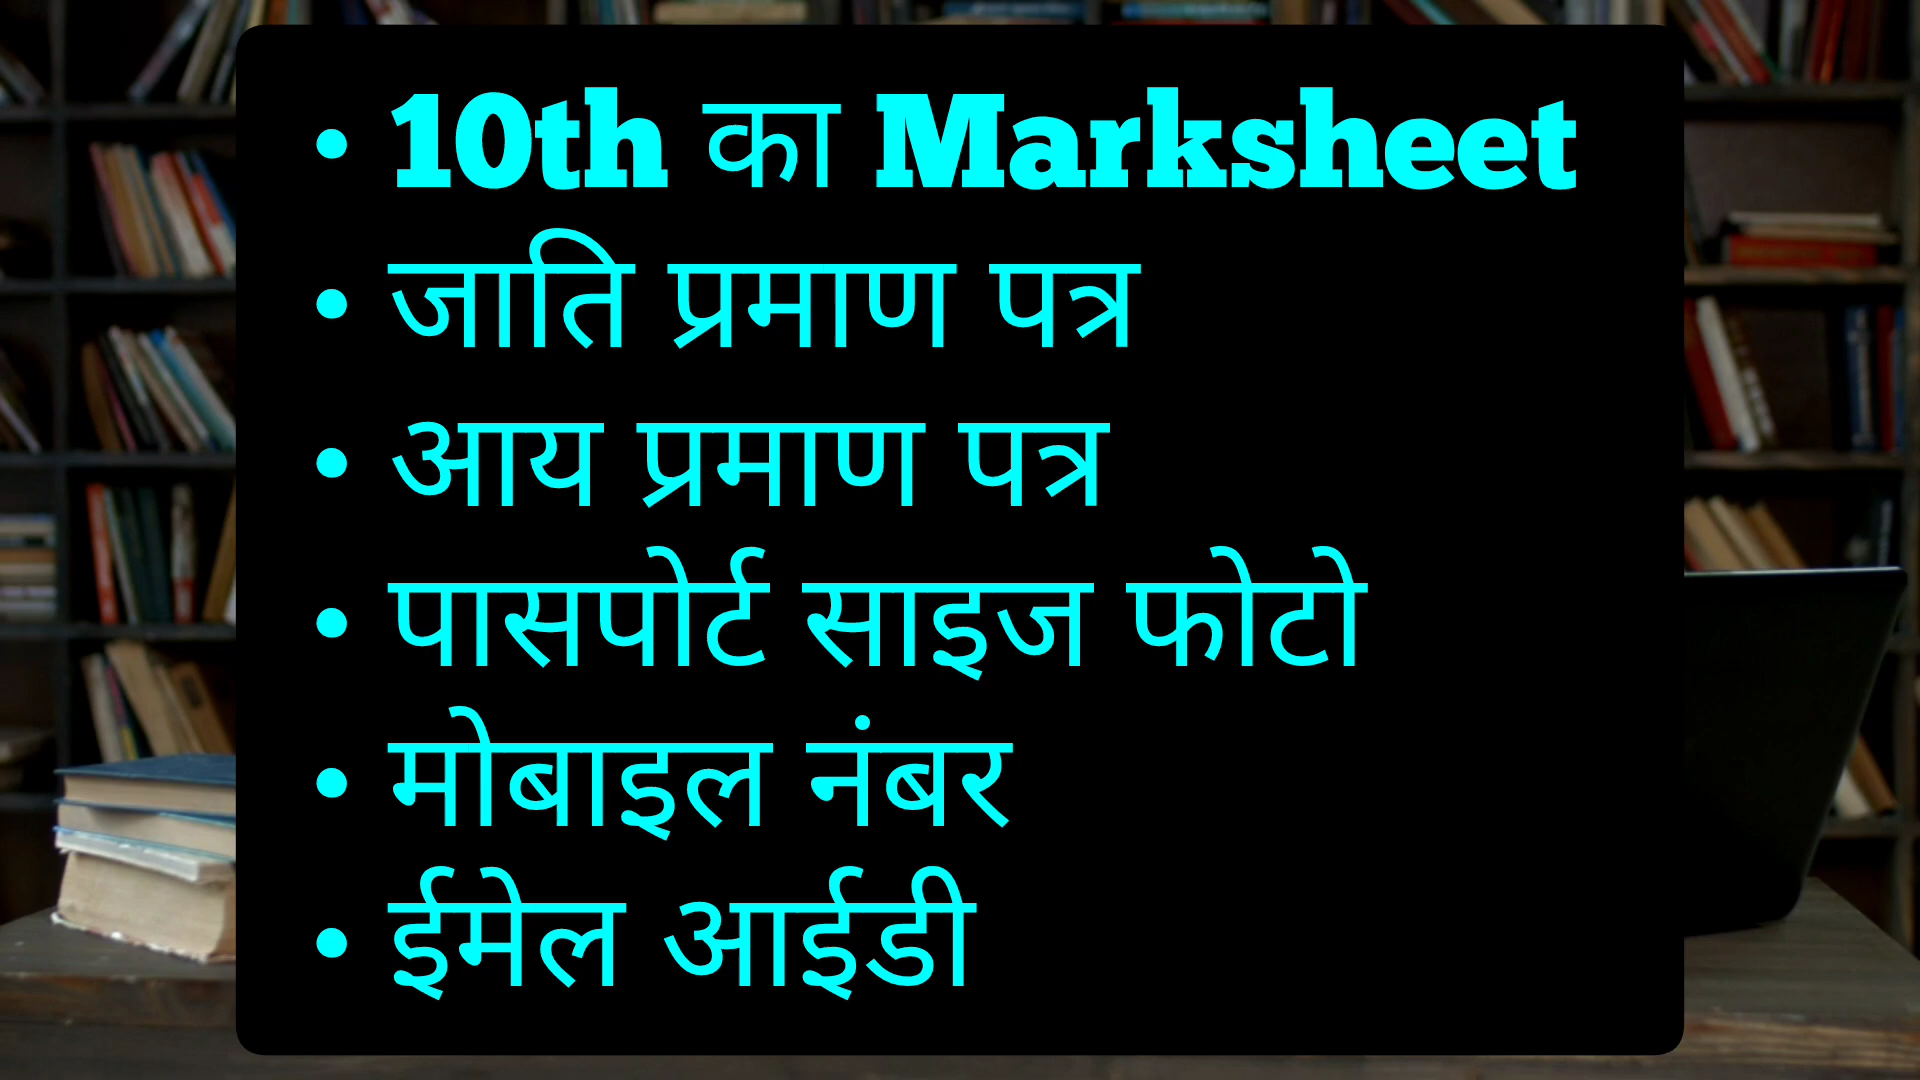 • 10th का Marksheet
• जाति प्रमाण पत्र
• आय प्रमाण पत्र
• पासपोर्ट साइज फोटो
• मोबाइल नंबर
• ईमेल आईडी